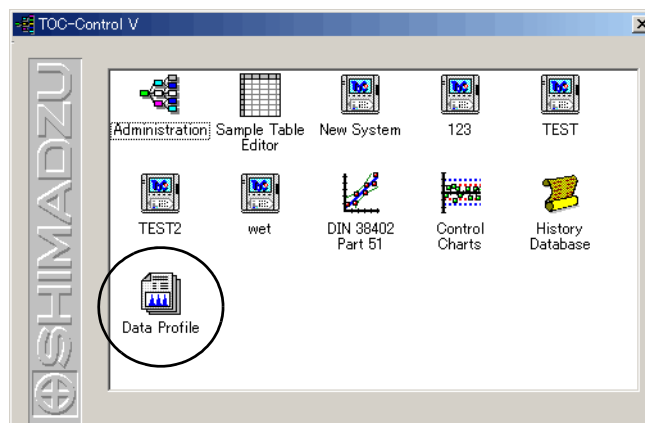 TOC-Control V
SHIMADZU
Administration
Sample Table
Editor
New System
123
TEST
TEST2
wet
DIN 38402
Part 51
Control
Charts
History
Database
Data Profile